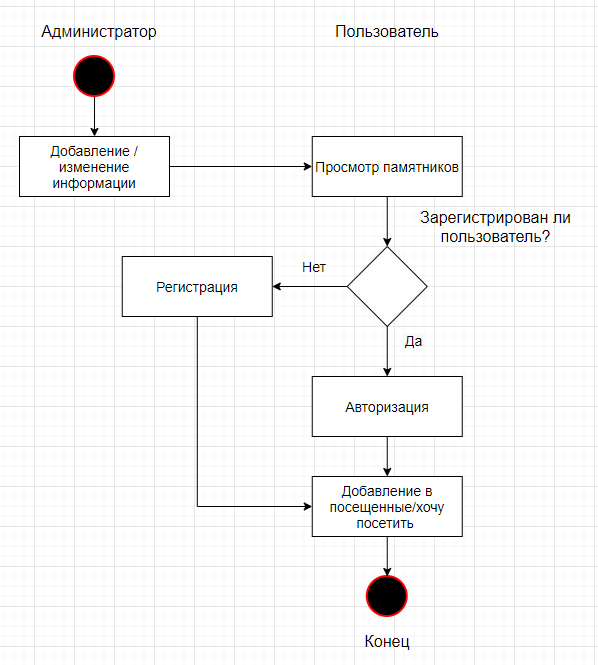 Администратор
Пользователь
Добавление /
изменение
информации
Просмотр памятников
Зарегистрирован ли
пользователь?
Нет
Регистрация
Да
Авторизация
Добавление в
посещенные/хочу
посетить
Конец